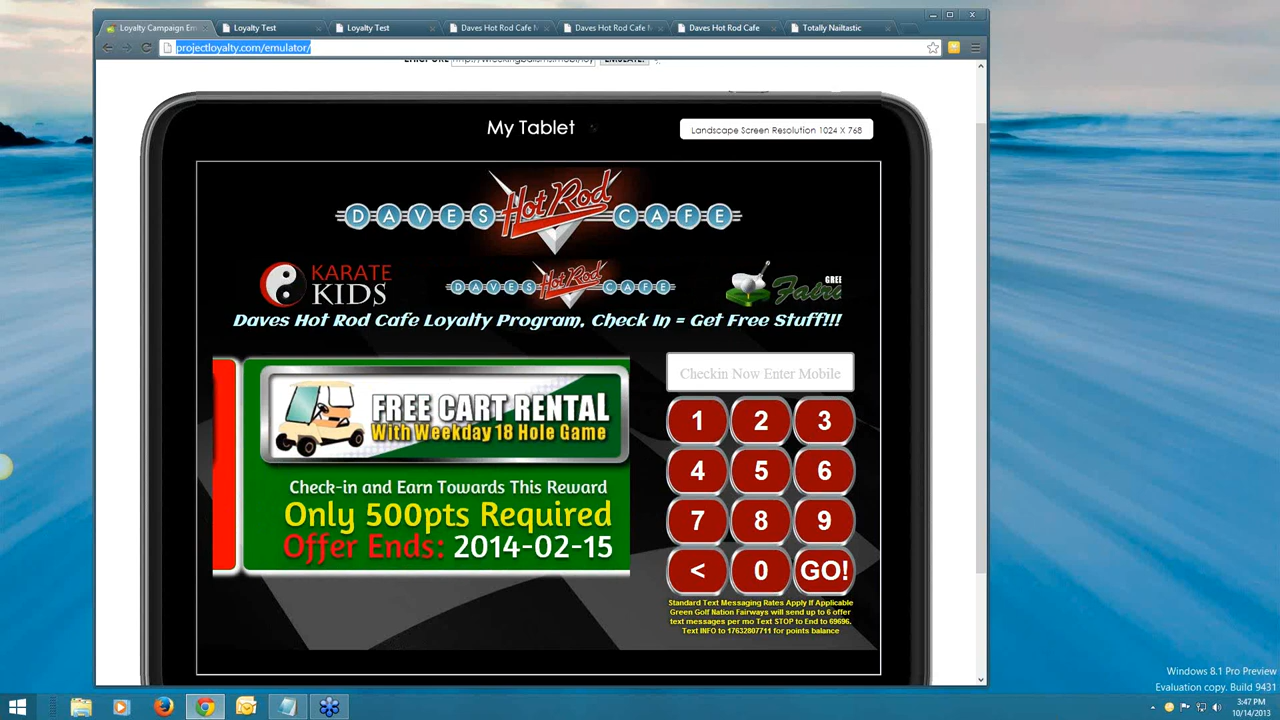 Loyalty Campaign Em
Loyalty Test
Loyalty Test
Daves Hot Rod Cafe
Daves Hot Rod Cafe
Daves Hot Rod Cafe
Totally Nailtastic
projectloyalty.com/emulator/
EMULATE!
My Tablet
Landscape Screen Resolution 1024 X 768
DAVES Hot Rod CAFE
KARATE KIDS
DAVES Hot Rod CAFE
GREE
Fair
Daves Hot Rod Cafe Loyalty Program, Check In = Get Free Stuff!!!
FREE CART RENTAL
With Weekday 18 Hole Game
Check-in and Earn Towards This Reward
Only 500pts Required
Offer Ends: 2014-02-15
Checkin Now Enter Mobile
1 2 3
4 5 6
7 8 9
< 0 GO!
Standard Text Messaging Rates Apply If Applicable
Green Golf Nation Fairways will send up to 6 offer
text messages per mo Text STOP to End to 69696.
Text INFO to 17632807711 for points balance
Windows 8.1 Pro Preview
Evaluation copy. Build 9431
3:47 PM
10/14/2013